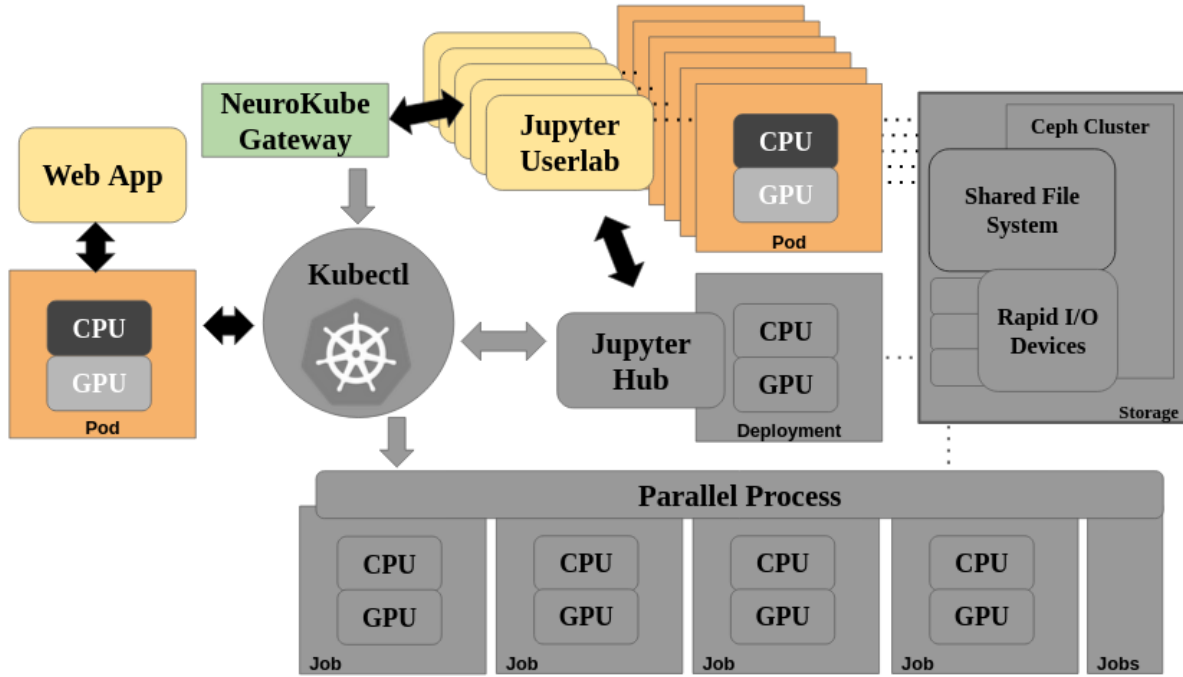 NeuroKube
Gateway
Web App
CPU
GPU
Pod
Kubectl
Jupyter
Userlab
CPU
GPU
Pod
Jupyter
Hub
CPU
GPU
Deployment
Ceph Cluster
Shared File
System
Rapid I/O
Devices
Storage
Parallel Process
CPU
GPU
Job
CPU
GPU
Job
CPU
GPU
Job
CPU
GPU
Job
Jobs